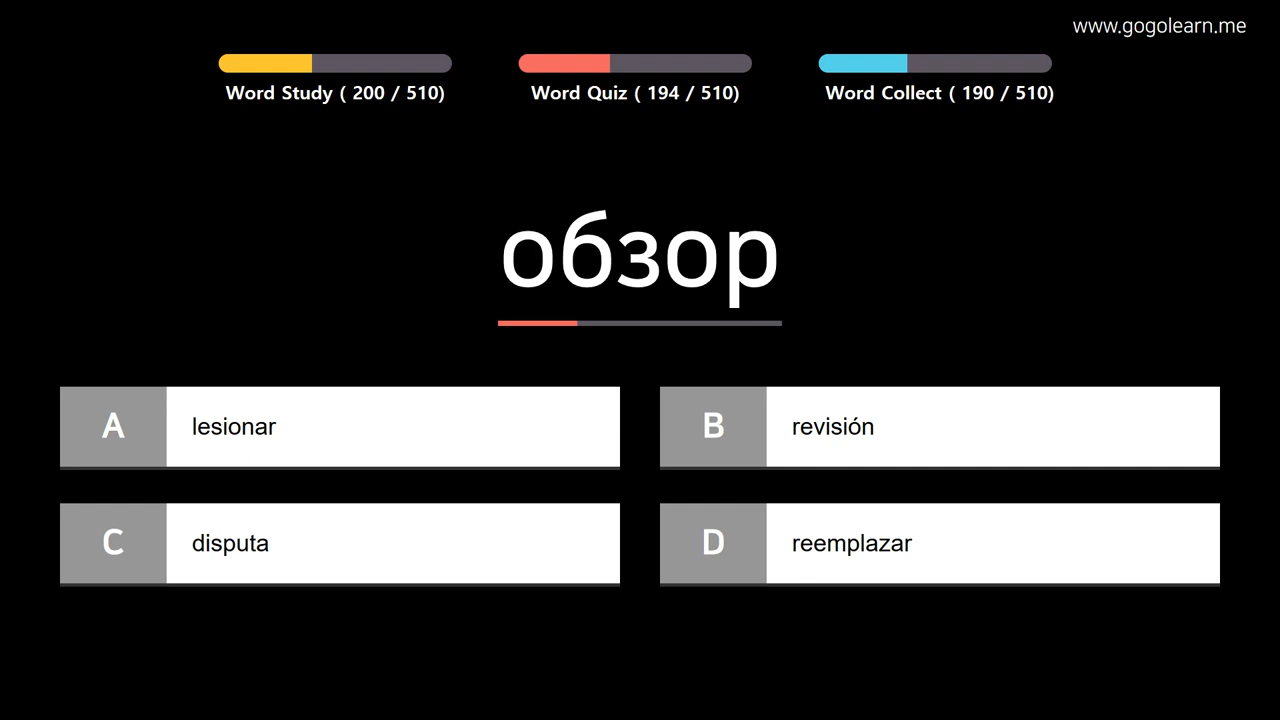 www.gogolearn.me
Word Study ( 200 / 510)
Word Quiz ( 194 / 510)
Word Collect ( 190 / 510)
обзор
A lesionar
B revisión
C disputa
D reemplazar